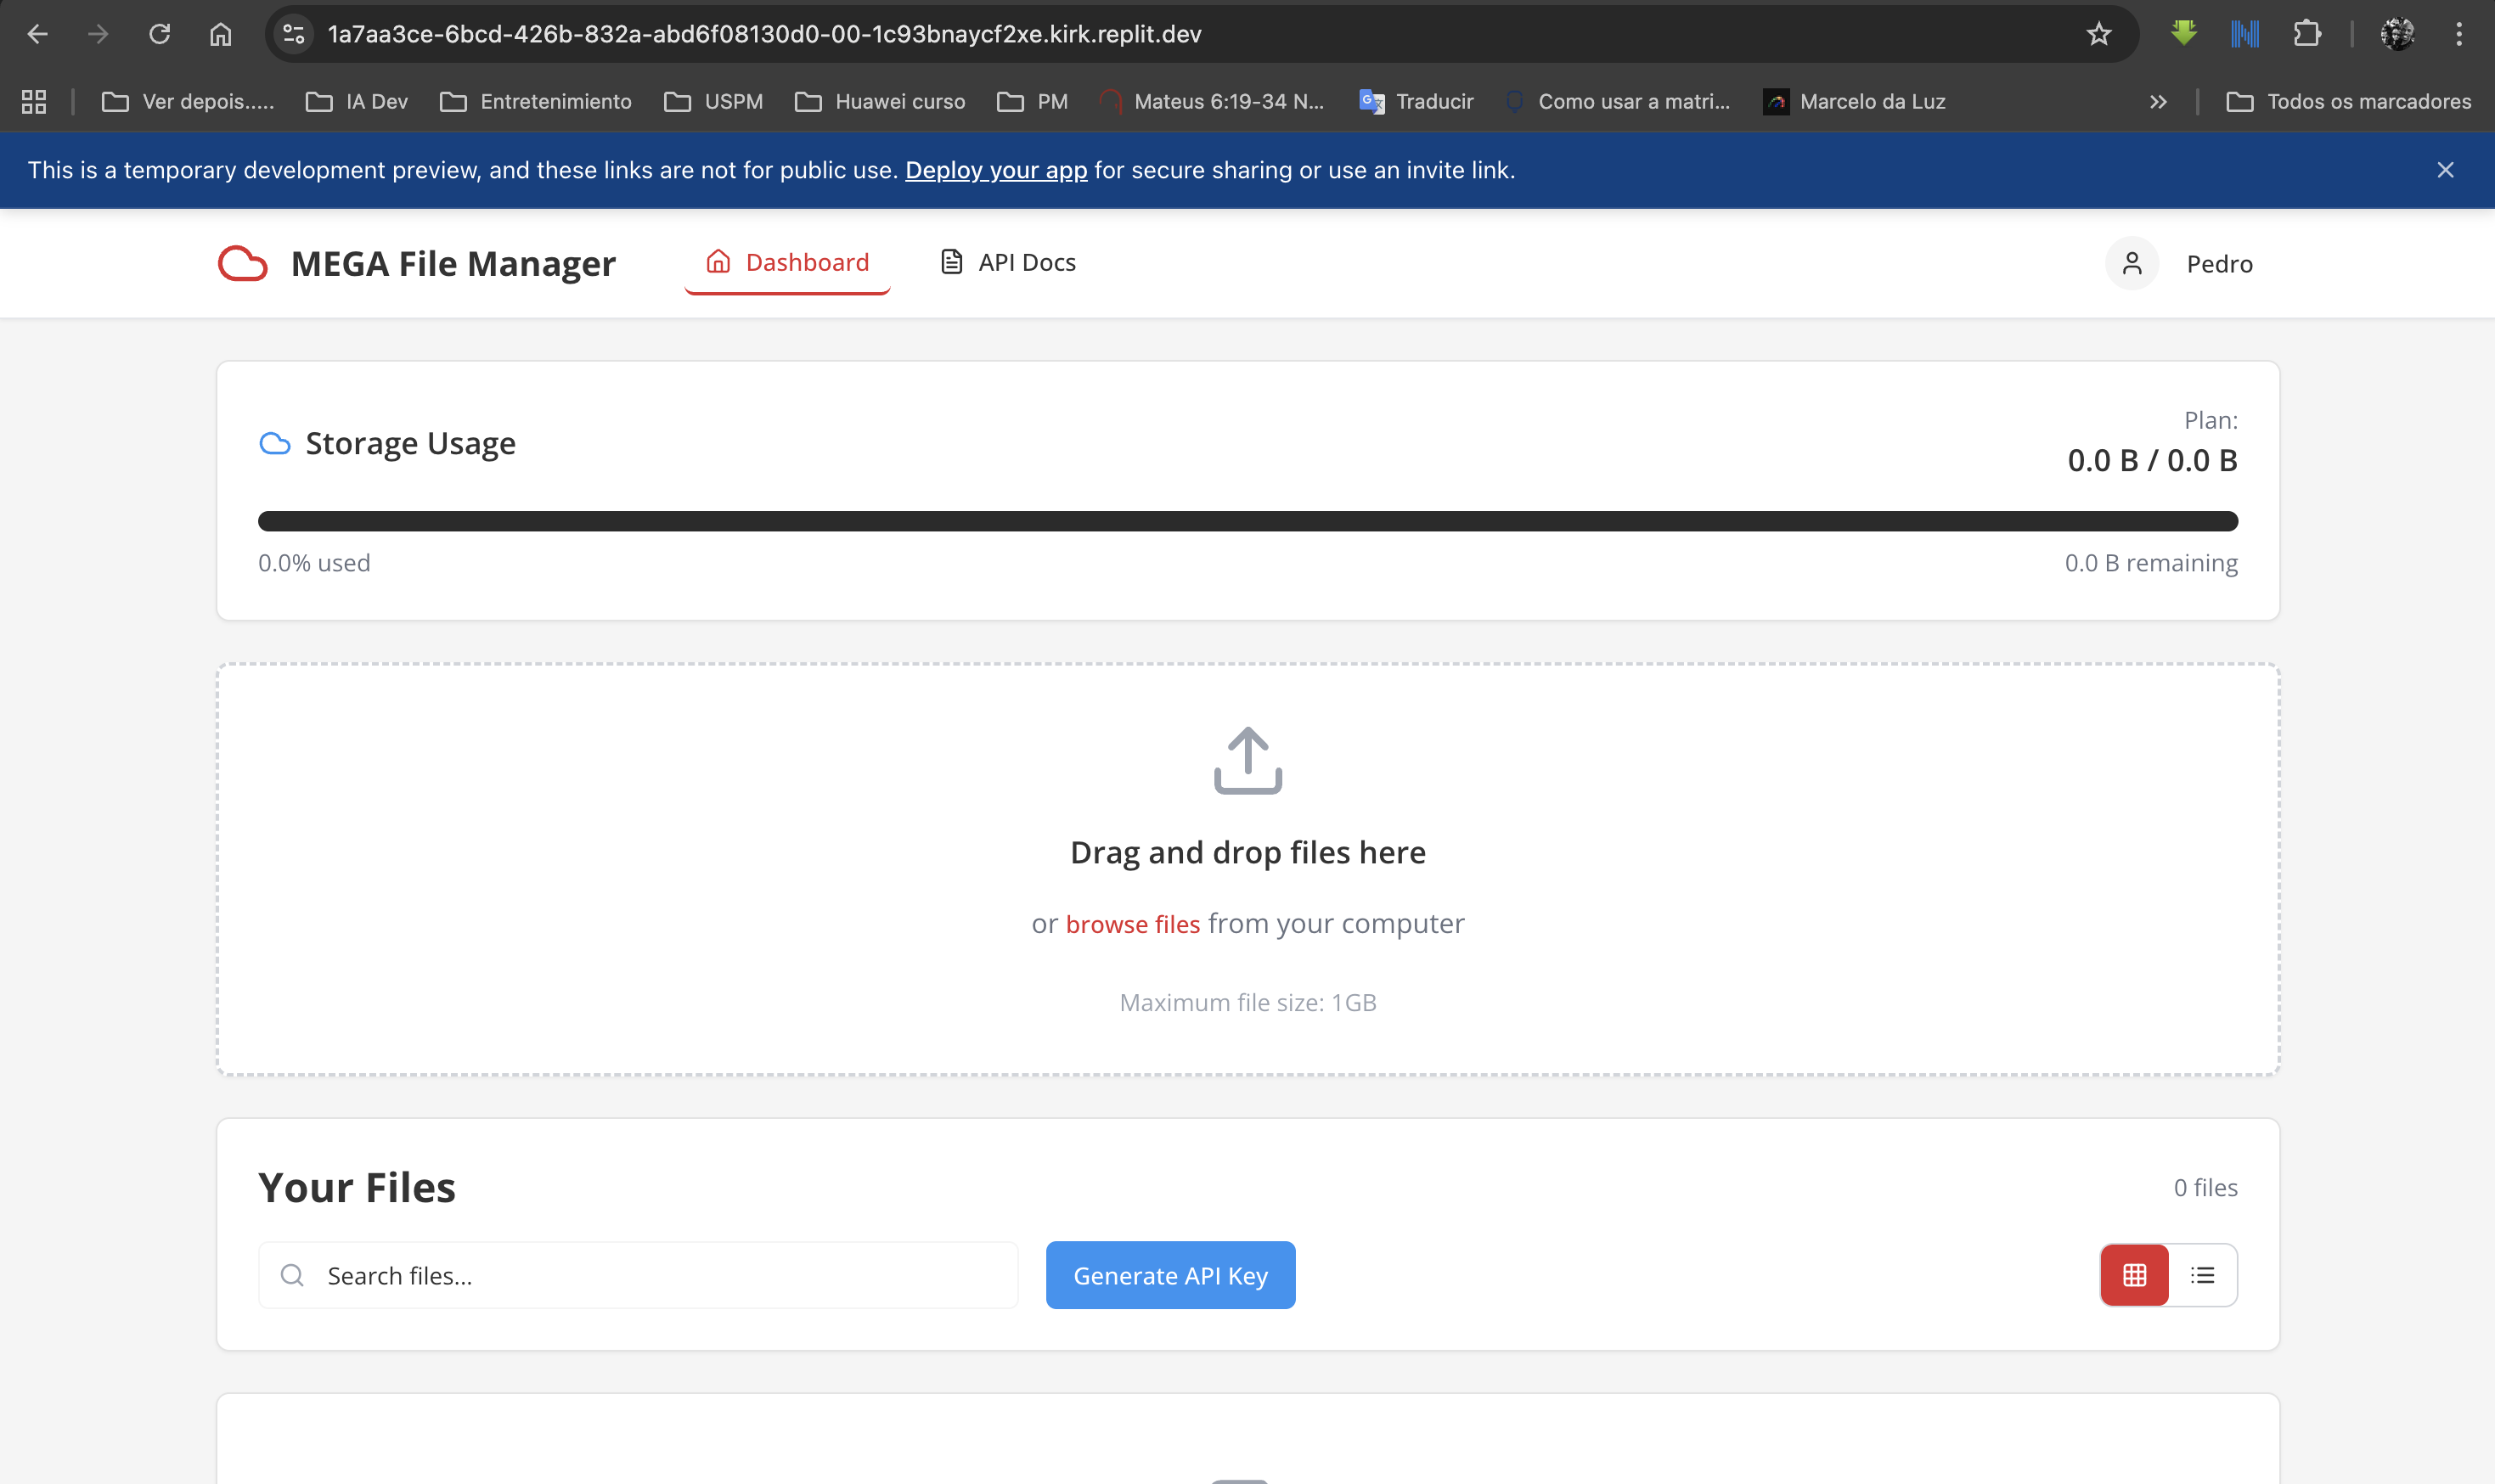 1a7aa3ce-6bcd-426b-832a-abd6f08130d0-00-1c93bnaycf2xe.kirk.replit.dev
Ver depois..... IA Dev Entretenimiento USPM Huawei curso PM Mateus 6:19-34 N... Traducir Como usar a matri... Marcelo da Luz » Todos os marcadores
This is a temporary development preview, and these links are not for public use. Deploy your app for secure sharing or use an invite link.
MEGA File Manager Dashboard API Docs Pedro
Plan:
Storage Usage 0.0 B / 0.0 B
0.0% used 0.0 B remaining
Drag and drop files here
or browse files from your computer
Maximum file size: 1GB
Your Files 0 files
Search files... Generate API Key